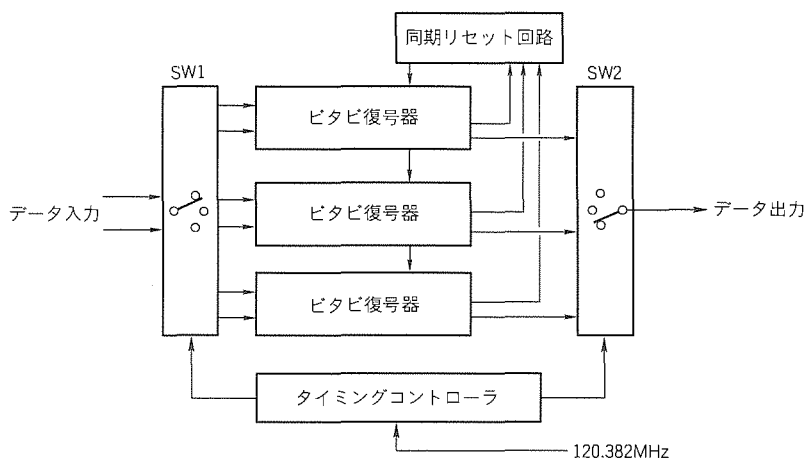 同期リセット回路
SW1
SW2
ビタビ復号器
データ入力
ビタビ復号器
データ出力
ビタビ復号器
タイミングコントローラ
120.382MHz